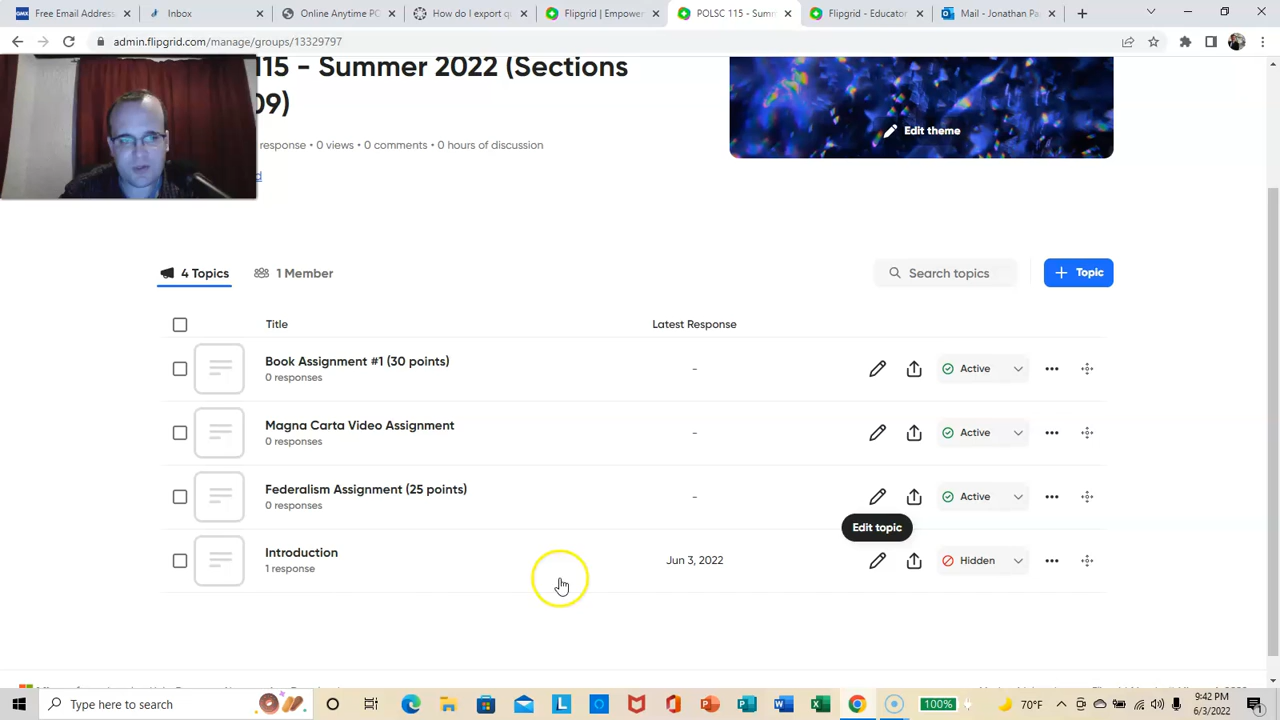 Free Email Addresses
Inbox
Online Anytime PC
How do I export g
Flipgrid | Empower
POLSC 115 - Summ
Flipgrid - Educator
Mail - Jonathan Pa
admin.flipgrid.com/manage/groups/13329797
115 - Summer 2022 (Sections
09)
response • 0 views • 0 comments • 0 hours of discussion
d
Edit theme
4 Topics
1 Member
Search topics
+ Topic
Title
Latest Response
Book Assignment #1 (30 points)
0 responses
-
Active
Magna Carta Video Assignment
0 responses
-
Active
Federalism Assignment (25 points)
0 responses
-
Active
Edit topic
Introduction
1 response
Jun 3, 2022
Hidden
Type here to search
100%
70°F
9:42 PM
6/3/2022